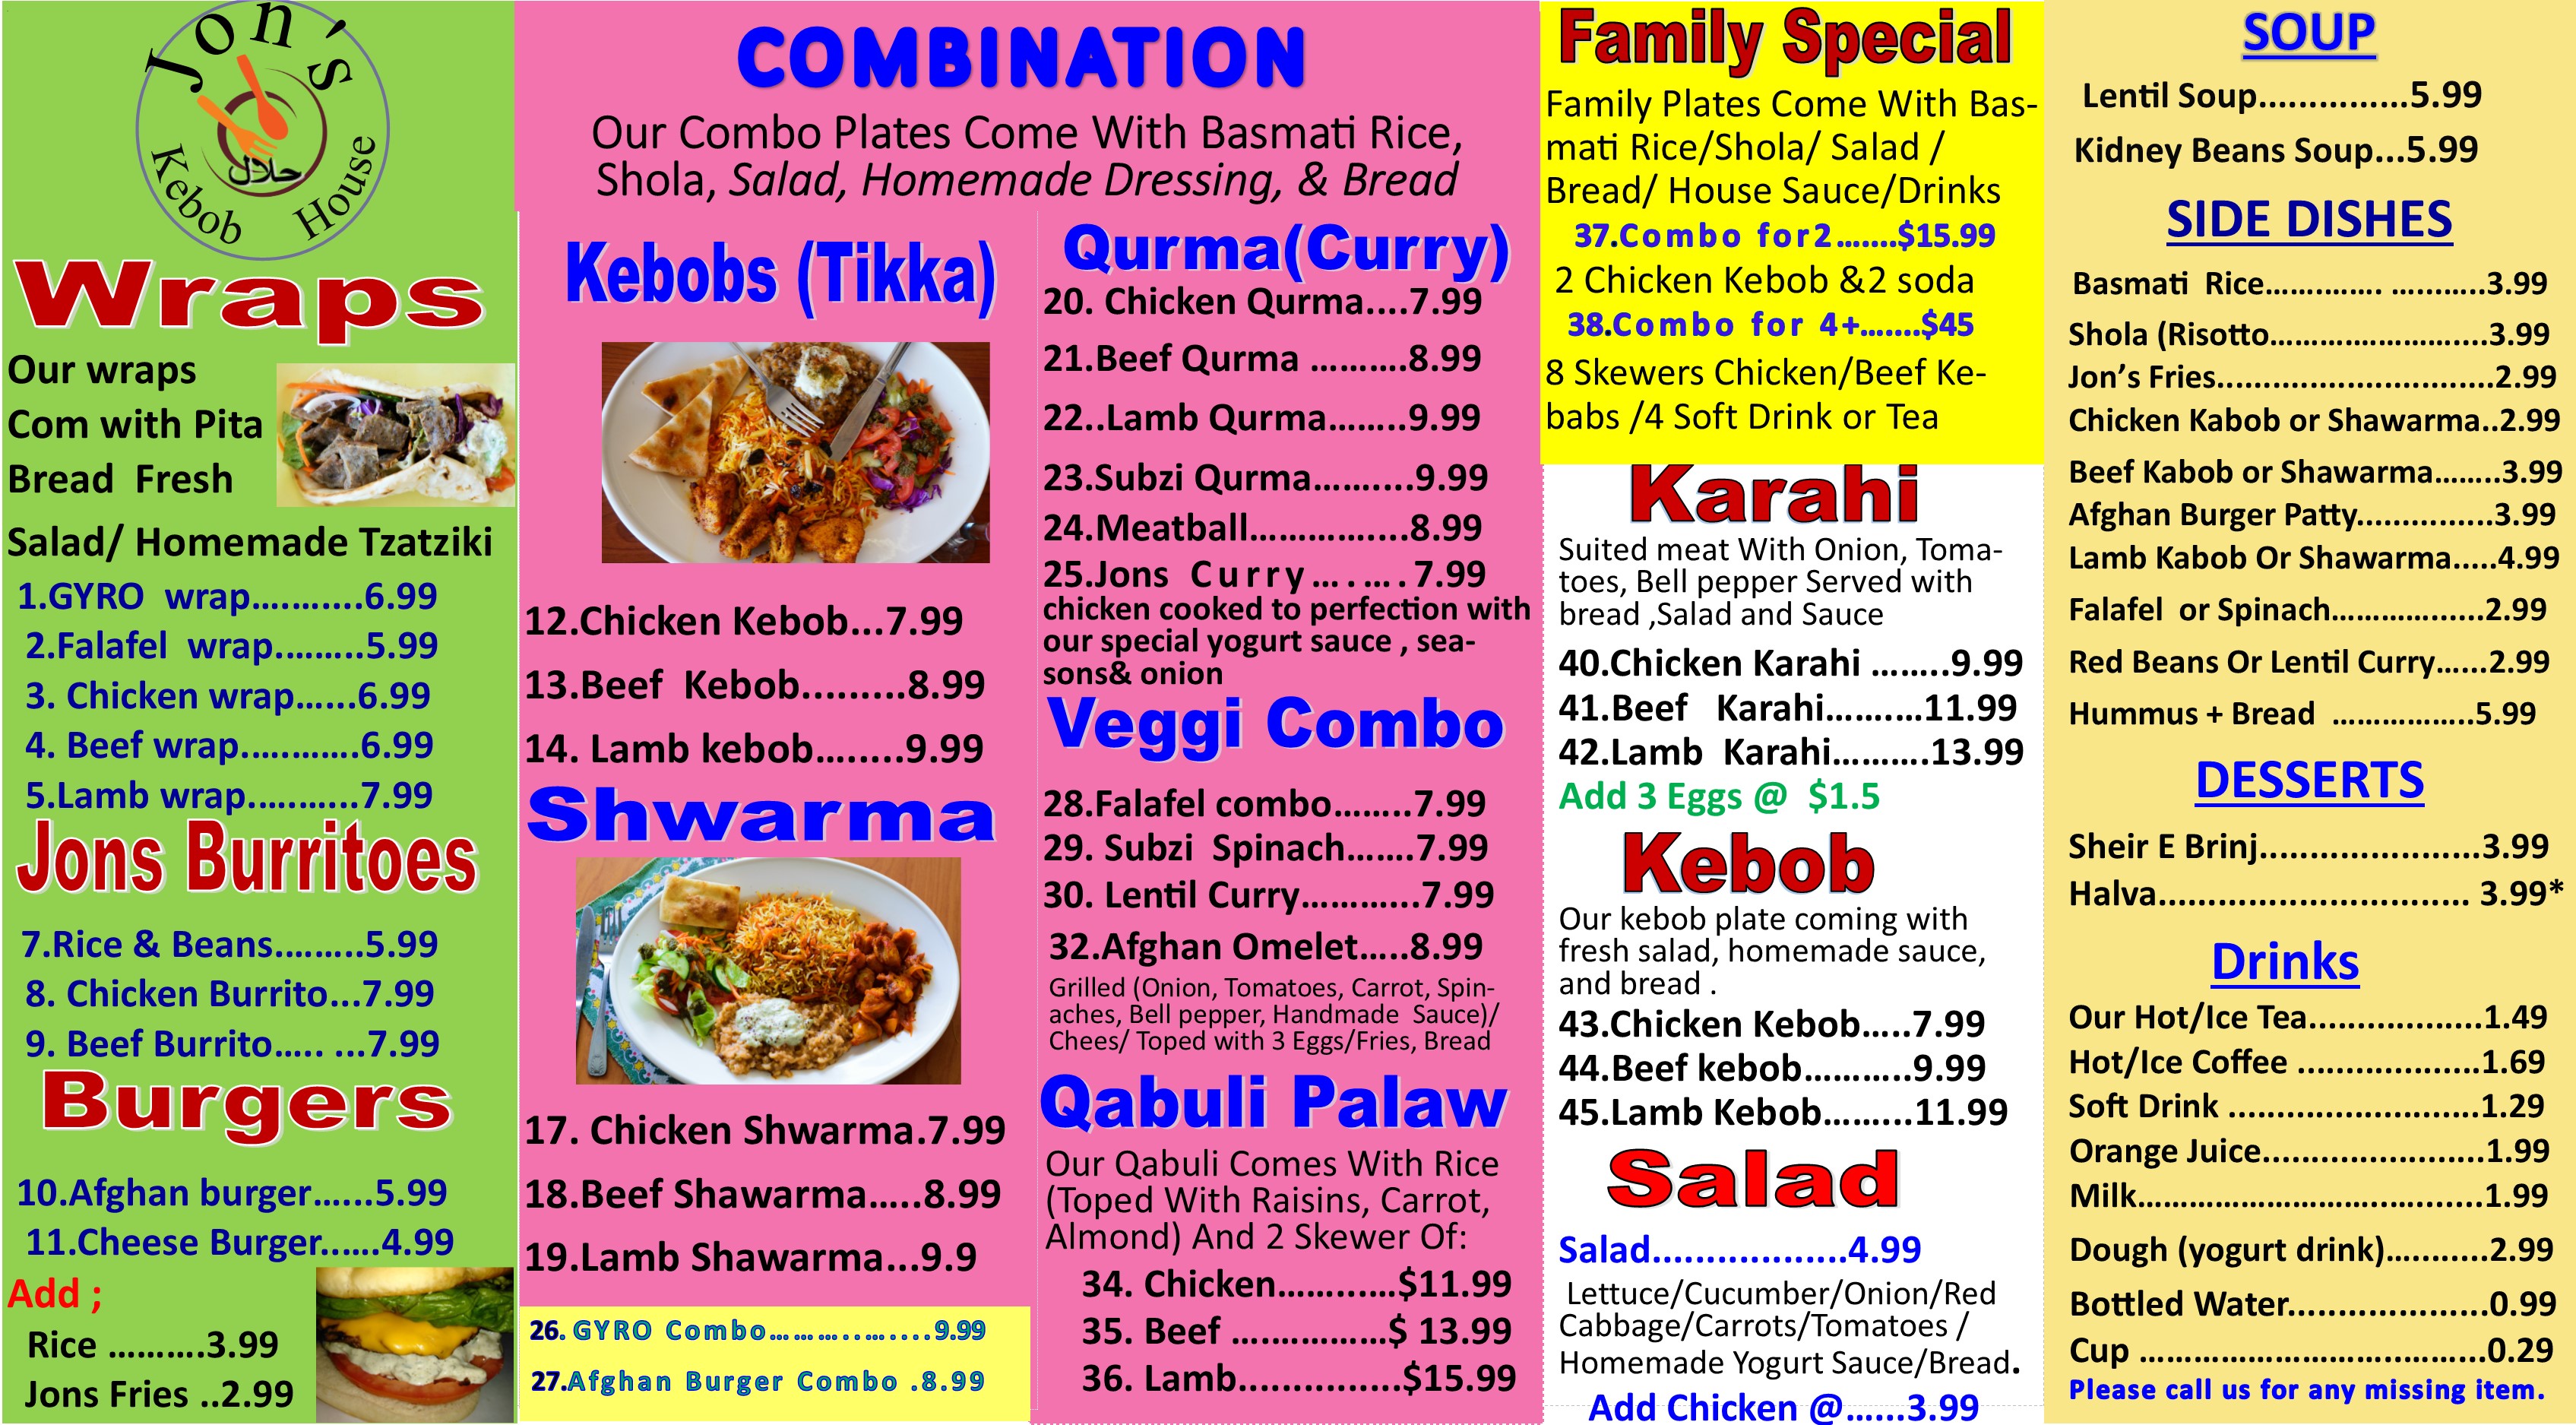 Jon's
Kebob House
حلال
Wraps
Our wraps
Com with Pita
Bread Fresh
Salad/ Homemade Tzatziki
1.GYRO wrap............6.99
2.Falafel wrap.........5.99
3. Chicken wrap......6.99
4. Beef wrap............6.99
5.Lamb wrap...........7.99
Jons Burritoes
7.Rice & Beans.........5.99
8. Chicken Burrito...7.99
9. Beef Burrito..... ...7.99
Burgers
10.Afghan burger......5.99
11.Cheese Burger......4.99
Add ;
Rice ..........3.99
Jons Fries ..2.99
COMBINATION
Our Combo Plates Come With Basmati Rice,
Shola, Salad, Homemade Dressing, & Bread
Kebobs (Tikka)
12.Chicken Kebob...7.99
13.Beef Kebob.........8.99
14. Lamb kebob........9.99
Shwarma
17. Chicken Shwarma.7.99
18.Beef Shawarma.....8.99
19.Lamb Shawarma...9.9
26. GYRO Combo................9.99
27.Afghan Burger Combo .8.99
Qurma(Curry)
20. Chicken Qurma....7.99
21.Beef Qurma ..........8.99
22..Lamb Qurma........9.99
23.Subzi Qurma..........9.99
24.Meatball................8.99
25.Jons Curry........7.99
chicken cooked to perfection with
our special yogurt sauce , sea-
sons& onion
Veggi Combo
28.Falafel combo........7.99
29. Subzi Spinach.......7.99
30. Lentil Curry............7.99
32.Afghan Omelet.....8.99
Grilled (Onion, Tomatoes, Carrot, Spin-
aches, Bell pepper, Handmade Sauce)/
Chees/ Toped with 3 Eggs/Fries, Bread
Qabuli Palaw
Our Qabuli Comes With Rice
(Toped With Raisins, Carrot,
Almond) And 2 Skewer Of:
34. Chicken............$11.99
35. Beef ................$ 13.99
36. Lamb................$15.99
Family Special
Family Plates Come With Bas-
mati Rice/Shola/ Salad /
Bread/ House Sauce/Drinks
37.Combo for2.......$15.99
2 Chicken Kebob &2 soda
38.Combo for 4+.......$45
8 Skewers Chicken/Beef Ke-
babs /4 Soft Drink or Tea
Karahi
Suited meat With Onion, Toma-
toes, Bell pepper Served with
bread ,Salad and Sauce
40.Chicken Karahi ........9.99
41.Beef Karahi..........11.99
42.Lamb Karahi..........13.99
Add 3 Eggs @ $1.5
Kebob
Our kebob plate coming with
fresh salad, homemade sauce,
and bread .
43.Chicken Kebob.....7.99
44.Beef kebob...........9.99
45.Lamb Kebob.........11.99
Salad
Salad...................4.99
Lettuce/Cucumber/Onion/Red
Cabbage/Carrots/Tomatoes /
Homemade Yogurt Sauce/Bread.
Add Chicken @......3.99
SOUP
Lentil Soup...............5.99
Kidney Beans Soup...5.99
SIDE DISHES
Basmati Rice............. ..........3.99
Shola (Risotto.........................3.99
Jon's Fries............................2.99
Chicken Kabob or Shawarma..2.99
Beef Kabob or Shawarma........3.99
Afghan Burger Patty...............3.99
Lamb Kabob Or Shawarma.....4.99
Falafel or Spinach.................2.99
Red Beans Or Lentil Curry......2.99
Hummus + Bread .................5.99
DESSERTS
Sheir E Brinj.......................3.99
Halva................................ 3.99*
Drinks
Our Hot/Ice Tea..................1.49
Hot/Ice Coffee ...................1.69
Soft Drink ..........................1.29
Orange Juice.......................1.99
Milk....................................1.99
Dough (yogurt drink)...........2.99
Bottled Water.....................0.99
Cup ....................................0.29
Please call us for any missing item.